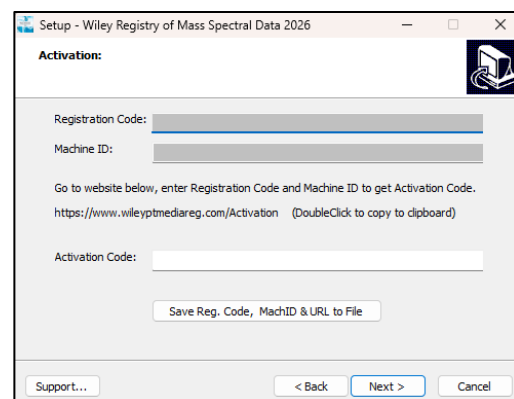 Setup - Wiley Registry of Mass Spectral Data 2026
Activation:
Registration Code:
Machine ID:
Go to website below, enter Registration Code and Machine ID to get Activation Code.
https://www.wileyptmediareg.com/Activation (DoubleClick to copy to clipboard)
Activation Code:
Save Reg. Code, MachID & URL to File
Support... < Back Next > Cancel